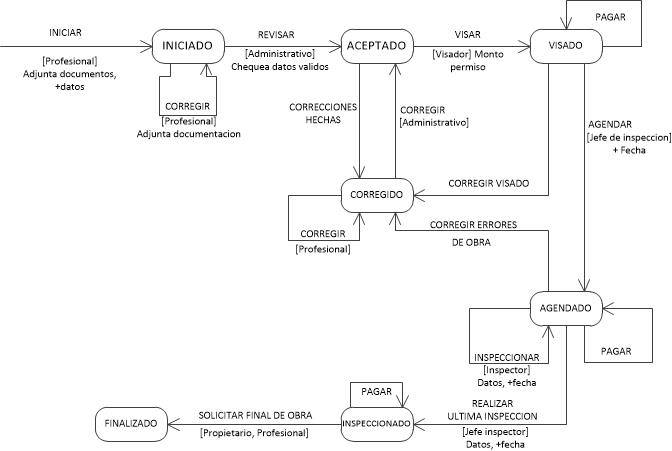 INICIAR
[Profesional]
Adjunta documentos,
+datos
INICIADO
REVISAR
[Administrativo]
Chequea datos validos
ACEPTADO
VISAR
[Visador] Monto
permiso
VISADO
PAGAR
CORREGIR
[Profesional]
Adjunta documentacion
CORRECCIONES
HECHAS
CORREGIR
[Administrativo]
AGENDAR
[Jefe de inspeccion]
+ Fecha
CORREGIDO
CORREGIR VISADO
CORREGIR
[Profesional]
CORREGIR ERRORES
DE OBRA
AGENDADO
INSPECCIONAR
[Inspector]
Datos, +fecha
PAGAR
PAGAR
REALIZAR
ULTIMA INSPECCION
[Jefe inspector]
Datos, +fecha
INSPECCIONADO
SOLICITAR FINAL DE OBRA
[Propietario, Profesional]
FINALIZADO